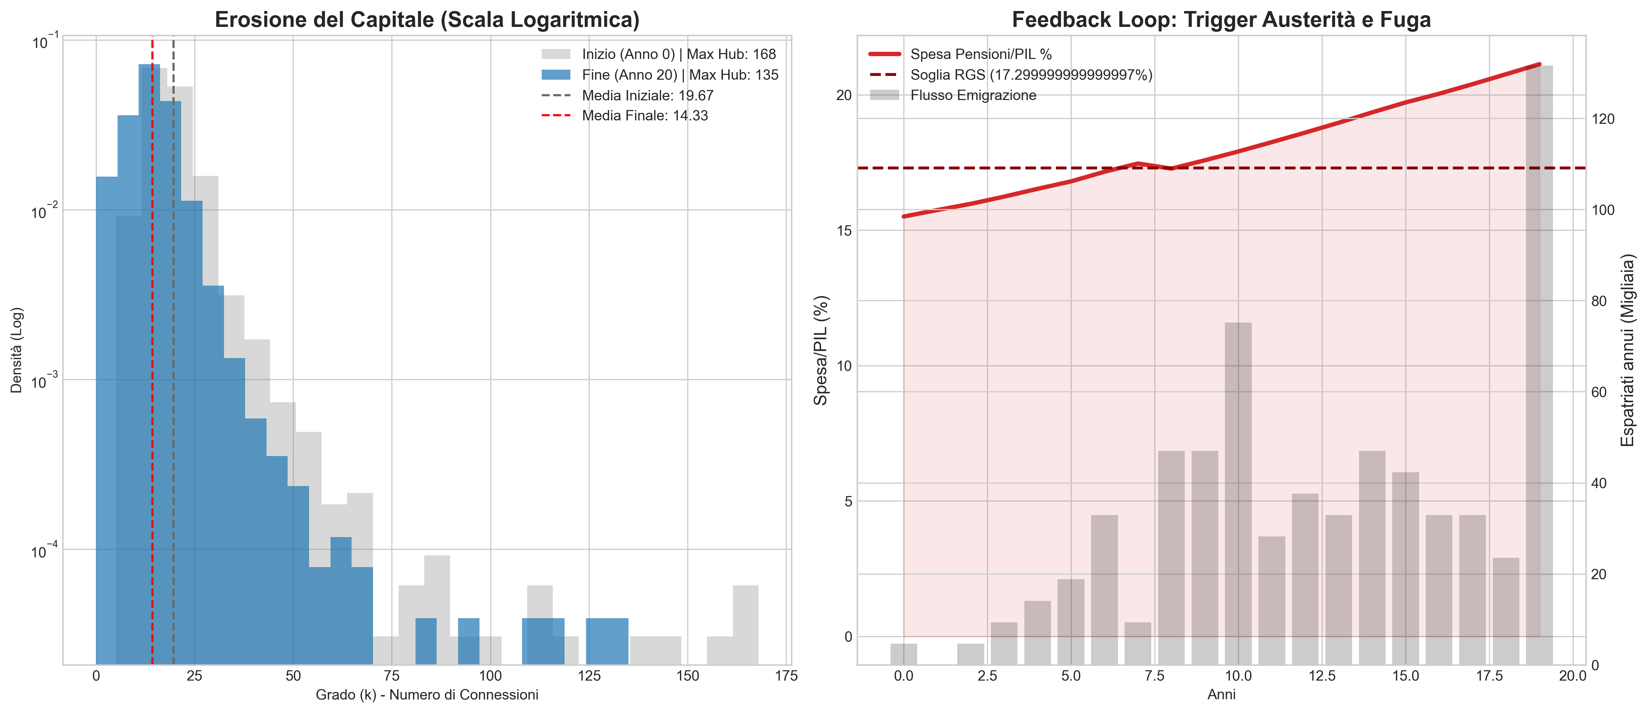 Erosione del Capitale (Scala Logaritmica)
Inizio (Anno 0) | Max Hub: 168
Fine (Anno 20) | Max Hub: 135
Media Iniziale: 19.67
Media Finale: 14.33
Densità (Log)
10⁻¹
10⁻²
10⁻³
10⁻⁴
0 25 50 75 100 125 150 175
Grado (k) - Numero di Connessioni
Feedback Loop: Trigger Austerità e Fuga
Spesa Pensioni/PIL %
Soglia RGS (17.299999999999997%)
Flusso Emigrazione
Spesa/PIL (%)
20
15
10
5
0
120
100
80
60
40
20
0
Espatriati annui (Migliaia)
0.0 2.5 5.0 7.5 10.0 12.5 15.0 17.5 20.0
Anni